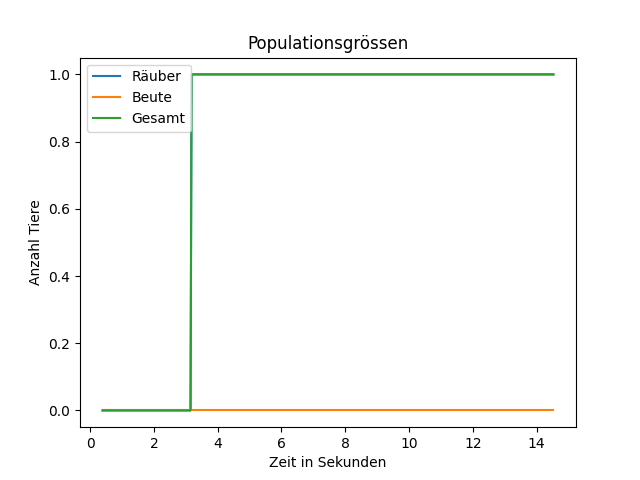 Populationsgrössen
Räuber
Beute
Gesamt
Anzahl Tiere
1.0
0.8
0.6
0.4
0.2
0.0
0 2 4 6 8 10 12 14
Zeit in Sekunden